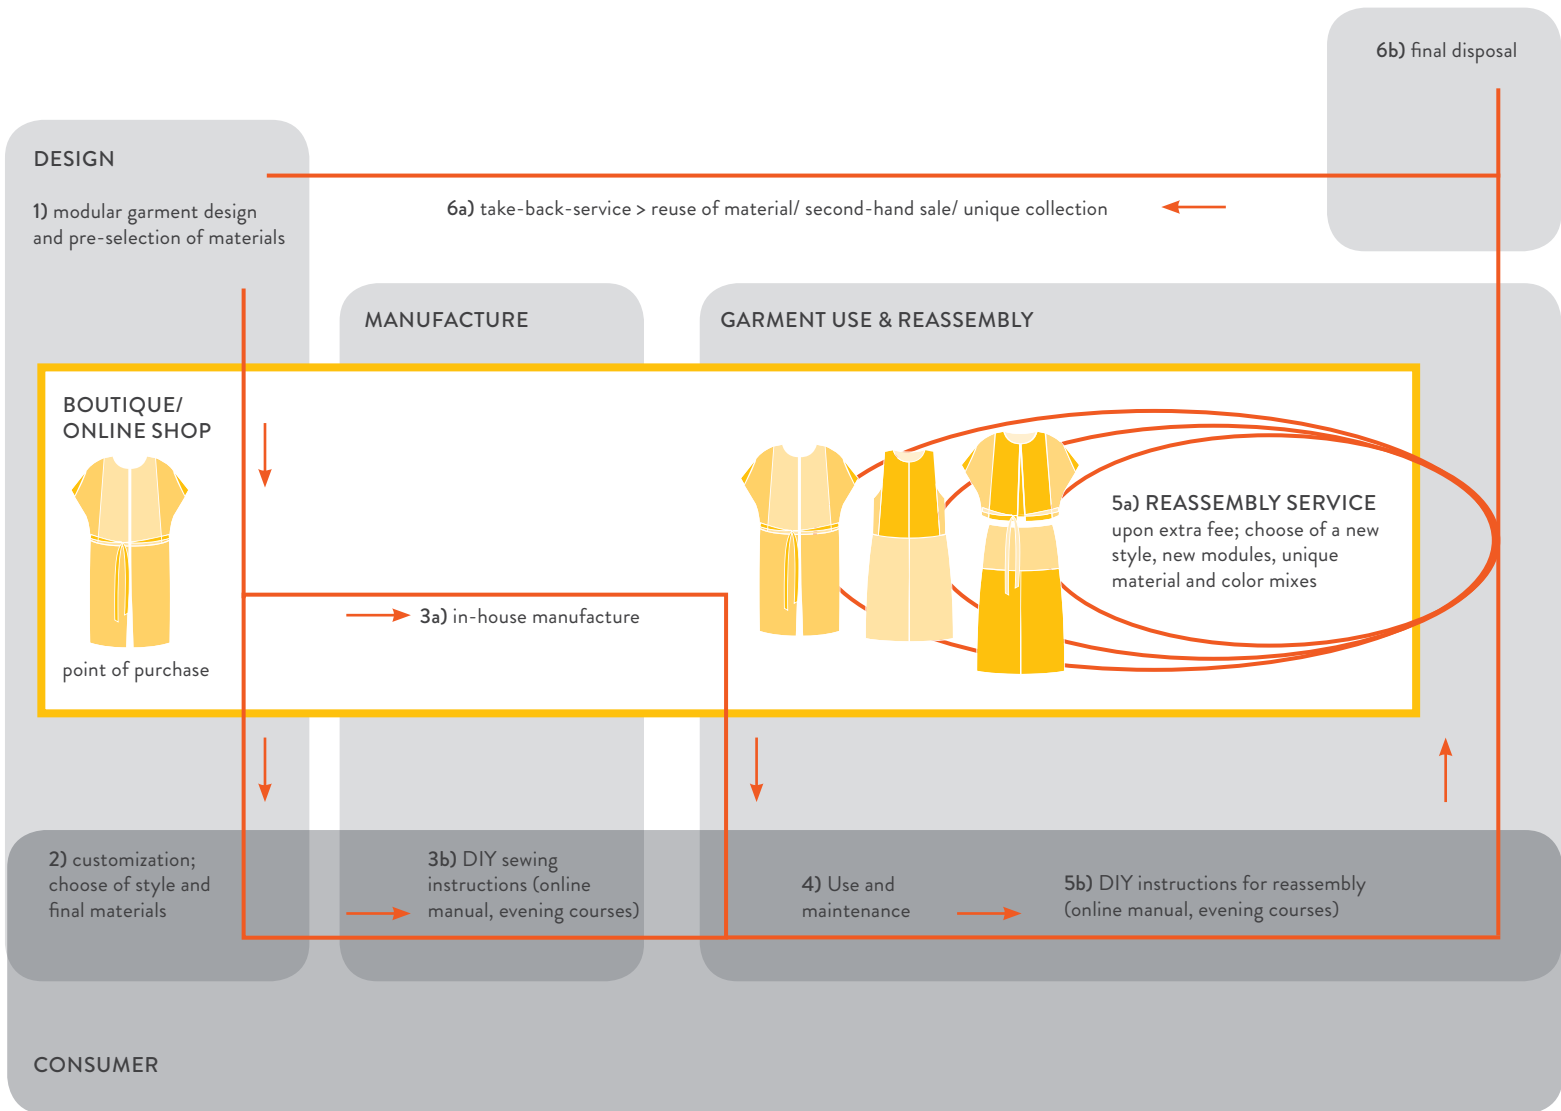 6b) final disposal
DESIGN
1) modular garment design
and pre-selection of materials
6a) take-back-service > reuse of material/ second-hand sale/ unique collection
MANUFACTURE
GARMENT USE & REASSEMBLY
BOUTIQUE/
ONLINE SHOP
point of purchase
3a) in-house manufacture
5a) REASSEMBLY SERVICE
upon extra fee; choose of a new
style, new modules, unique
material and color mixes
2) customization;
choose of style and
final materials
3b) DIY sewing
instructions (online
manual, evening courses)
4) Use and
maintenance
5b) DIY instructions for reassembly
(online manual, evening courses)
CONSUMER